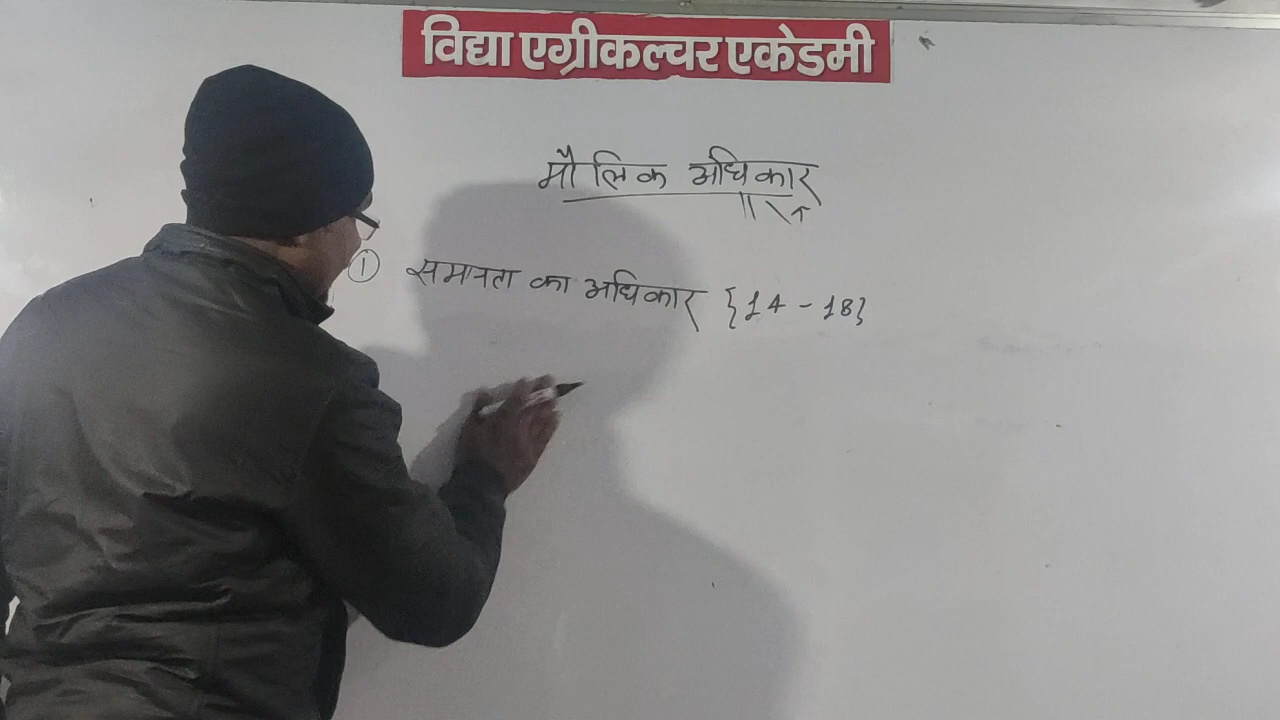 विद्या एग्रीकल्चर एकेडमी
मौलिक अधिकार
① समानता का अधिकार {14 - 18}